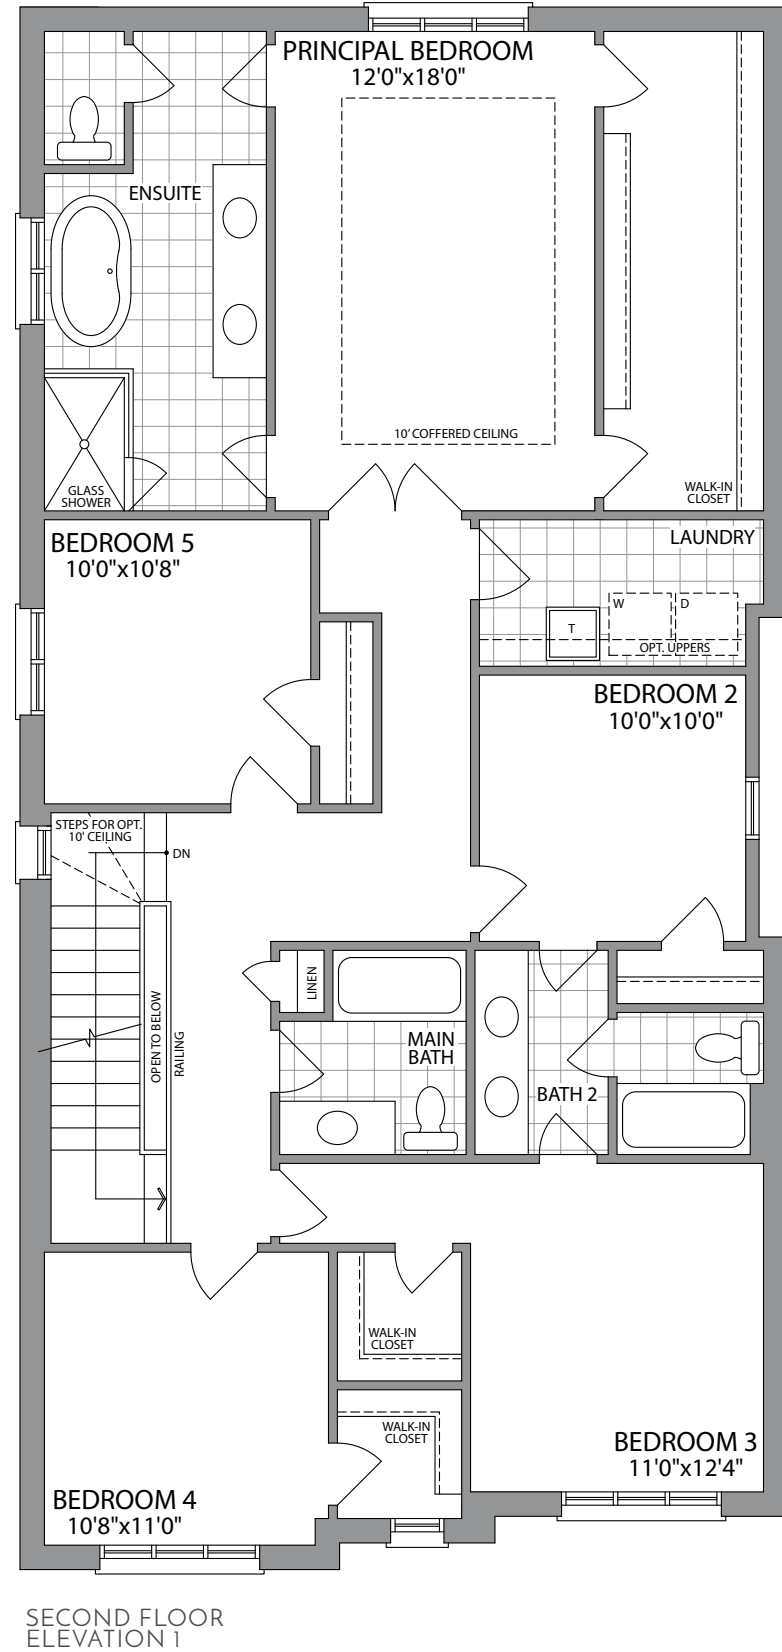 PRINCIPAL BEDROOM
12'0"x18'0"
ENSUITE
10' COFFERED CEILING
GLASS
SHOWER
WALK-IN
CLOSET
BEDROOM 5
10'0"x10'8"
LAUNDRY
W
D
T
OPT. UPPERS
BEDROOM 2
10'0"x10'0"
STEPS FOR OPT.
10' CEILING
DN
LINEN
OPEN TO BELOW
RAILING
MAIN
BATH
BATH 2
WALK-IN
CLOSET
WALK-IN
CLOSET
BEDROOM 3
11'0"x12'4"
BEDROOM 4
10'8"x11'0"
SECOND FLOOR
ELEVATION 1